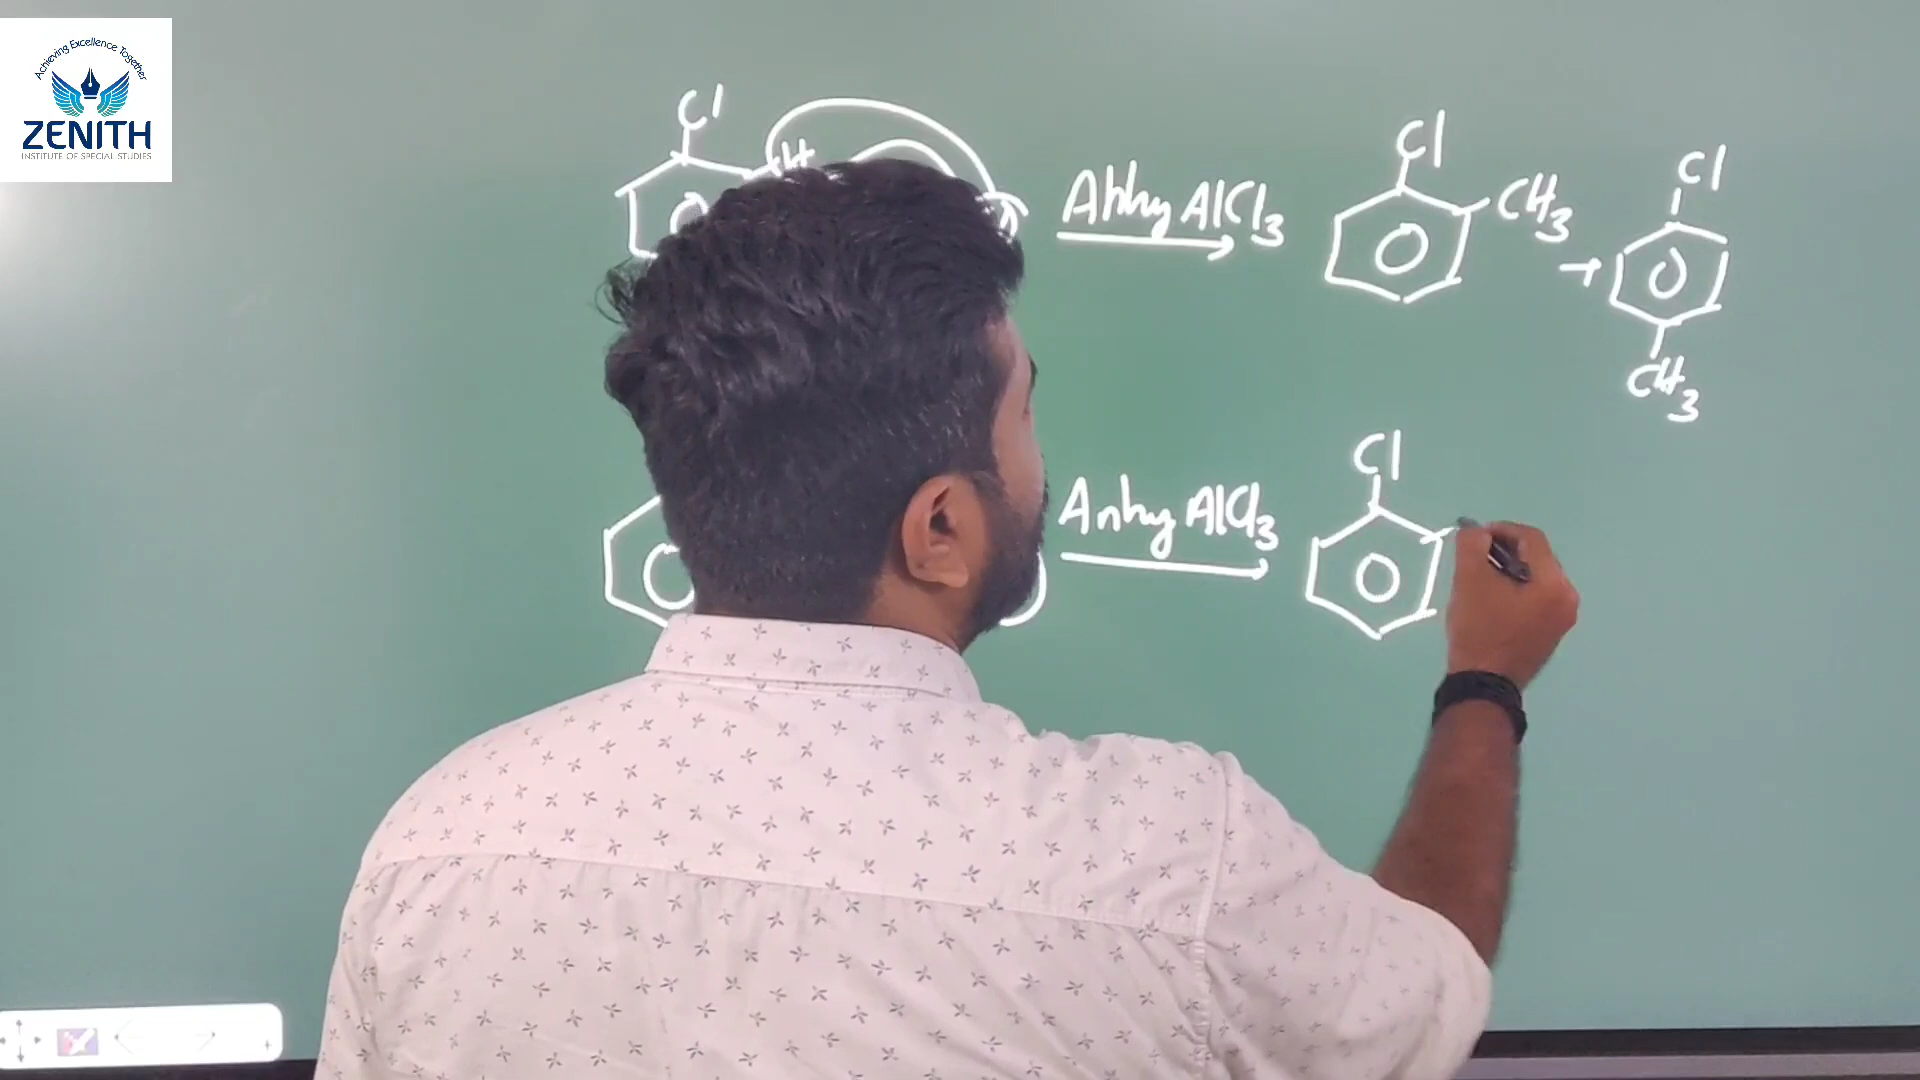 Achieving Excellence Together
ZENITH
INSTITUTE OF SPECIAL STUDIES
Cl
H
Anhy AlCl3
Cl
CH3
+
Cl
CH3
Anhy AlCl3
Cl